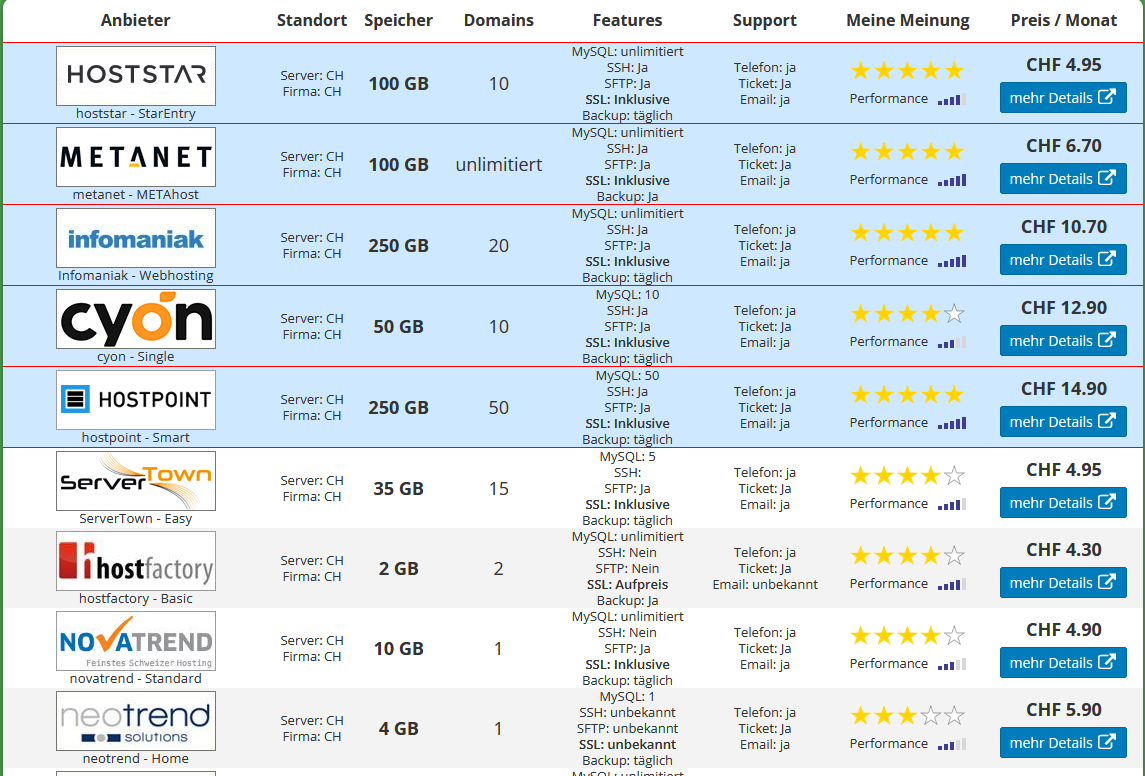 Anbieter Standort Speicher Domains Features Support Meine Meinung Preis / Monat
HOSTSTAR
hoststar - StarEntry
Server: CH
Firma: CH
100 GB
10
MySQL: unlimitiert
SSH: Ja
SFTP: Ja
SSL: Inklusive
Backup: täglich
Telefon: ja
Ticket: Ja
Email: ja
Performance
CHF 4.95
mehr Details
METANET
metanet - METAhost
Server: CH
Firma: CH
100 GB
unlimitiert
MySQL: unlimitiert
SSH: Ja
SFTP: Ja
SSL: Inklusive
Backup: Ja
Telefon: ja
Ticket: Ja
Email: ja
Performance
CHF 6.70
mehr Details
infomaniak
Infomaniak - Webhosting
Server: CH
Firma: CH
250 GB
20
MySQL: unlimitiert
SSH: Ja
SFTP: Ja
SSL: Inklusive
Backup: täglich
Telefon: ja
Ticket: Ja
Email: ja
Performance
CHF 10.70
mehr Details
cyon
cyon - Single
Server: CH
Firma: CH
50 GB
10
MySQL: 10
SSH: Ja
SFTP: Ja
SSL: Inklusive
Backup: täglich
Telefon: ja
Ticket: Ja
Email: ja
Performance
CHF 12.90
mehr Details
HOSTPOINT
hostpoint - Smart
Server: CH
Firma: CH
250 GB
50
MySQL: 50
SSH: Ja
SFTP: Ja
SSL: Inklusive
Backup: täglich
Telefon: ja
Ticket: Ja
Email: ja
Performance
CHF 14.90
mehr Details
ServerTown
ServerTown - Easy
Server: CH
Firma: CH
35 GB
15
MySQL: 5
SSH:
SFTP: Ja
SSL: Inklusive
Backup: täglich
Telefon: ja
Ticket: Ja
Email: ja
Performance
CHF 4.95
mehr Details
hostfactory
hostfactory - Basic
Server: CH
Firma: CH
2 GB
2
MySQL: unlimitiert
SSH: Nein
SFTP: Nein
SSL: Aufpreis
Backup: Ja
Telefon: ja
Ticket: Ja
Email: unbekannt
Performance
CHF 4.30
mehr Details
NOVATREND
Feinstes Schweizer Hosting
novatrend - Standard
Server: CH
Firma: CH
10 GB
1
MySQL: unlimitiert
SSH: Nein
SFTP: Ja
SSL: Inklusive
Backup: täglich
Telefon: ja
Ticket: Ja
Email: ja
Performance
CHF 4.90
mehr Details
neotrend
solutions
neotrend - Home
Server: CH
Firma: CH
4 GB
1
MySQL: 1
SSH: unbekannt
SFTP: unbekannt
SSL: unbekannt
Backup: täglich
Telefon: ja
Ticket: Ja
Email: ja
Performance
CHF 5.90
mehr Details
MySQL: unlimitiert